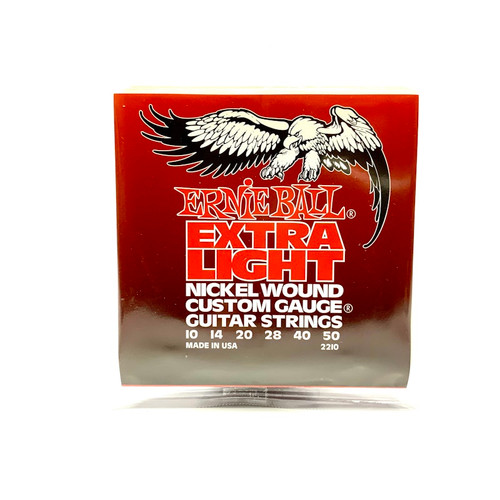 ERNIE BALL®
EXTRA
LIGHT
NICKEL WOUND
CUSTOM GAUGE®
GUITAR STRINGS
10 14 20 28 40 50
MADE IN USA 2210